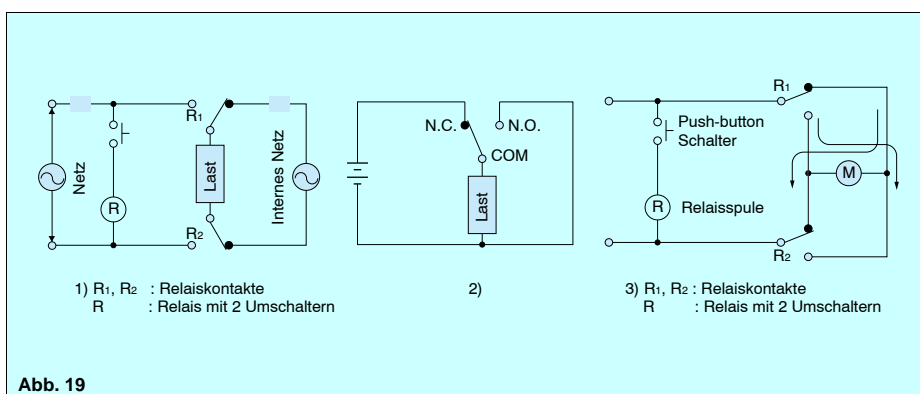 Netz
R
R₁
Last
R₂
Internes Netz
1) R₁, R₂ : Relaiskontakte
R : Relais mit 2 Umschaltern
N.C.
N.O.
COM
Last
2)
R₁
Push-button
Schalter
M
R
Relaisspule
R₂
3) R₁, R₂ : Relaiskontakte
R : Relais mit 2 Umschaltern
Abb. 19